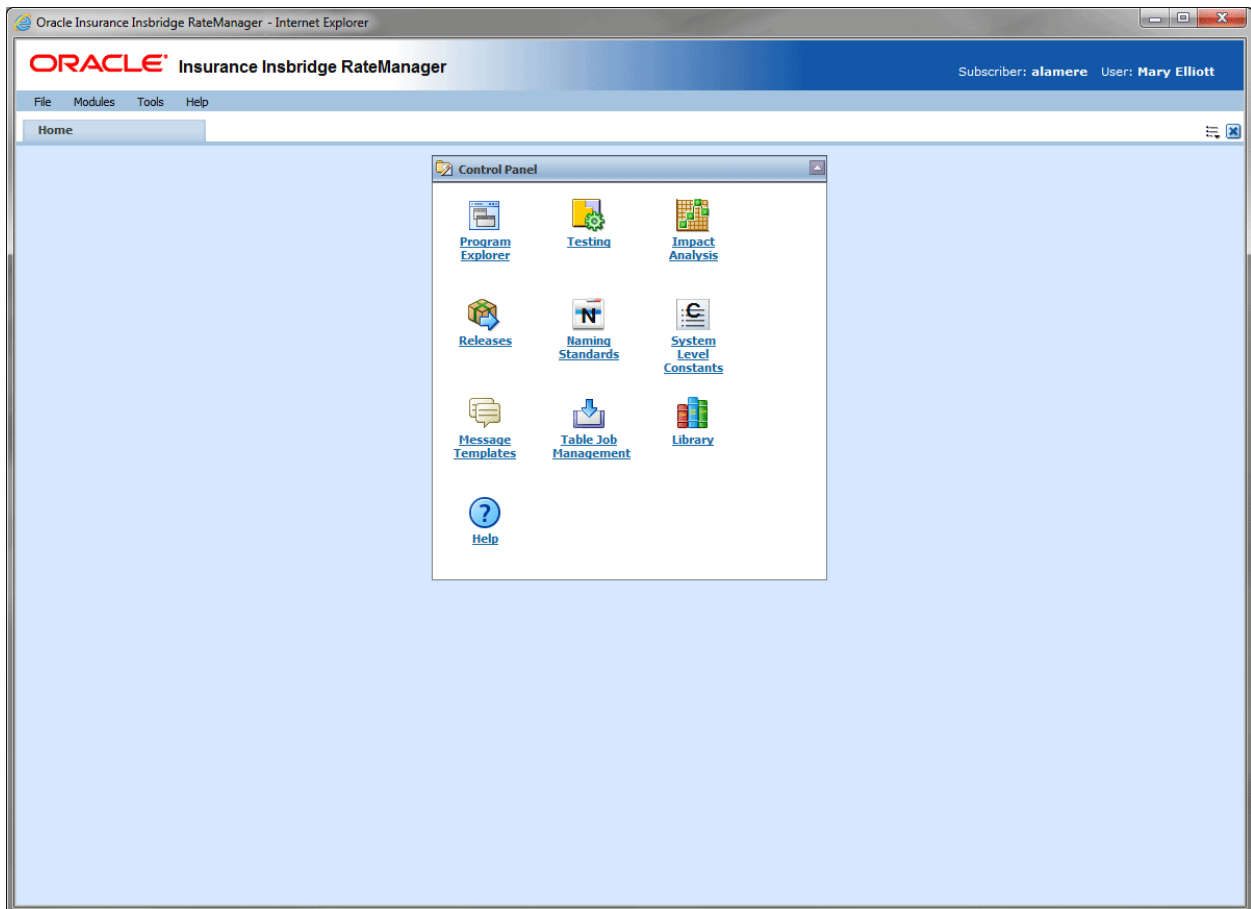 Oracle Insurance Insbridge RateManager - Internet Explorer
ORACLE Insurance Insbridge RateManager
Subscriber: alamere User: Mary Elliott
File Modules Tools Help
Home
Control Panel
Program
Explorer
Testing
Impact
Analysis
Releases
Naming
Standards
System
Level
Constants
Message
Templates
Table Job
Management
Library
Help